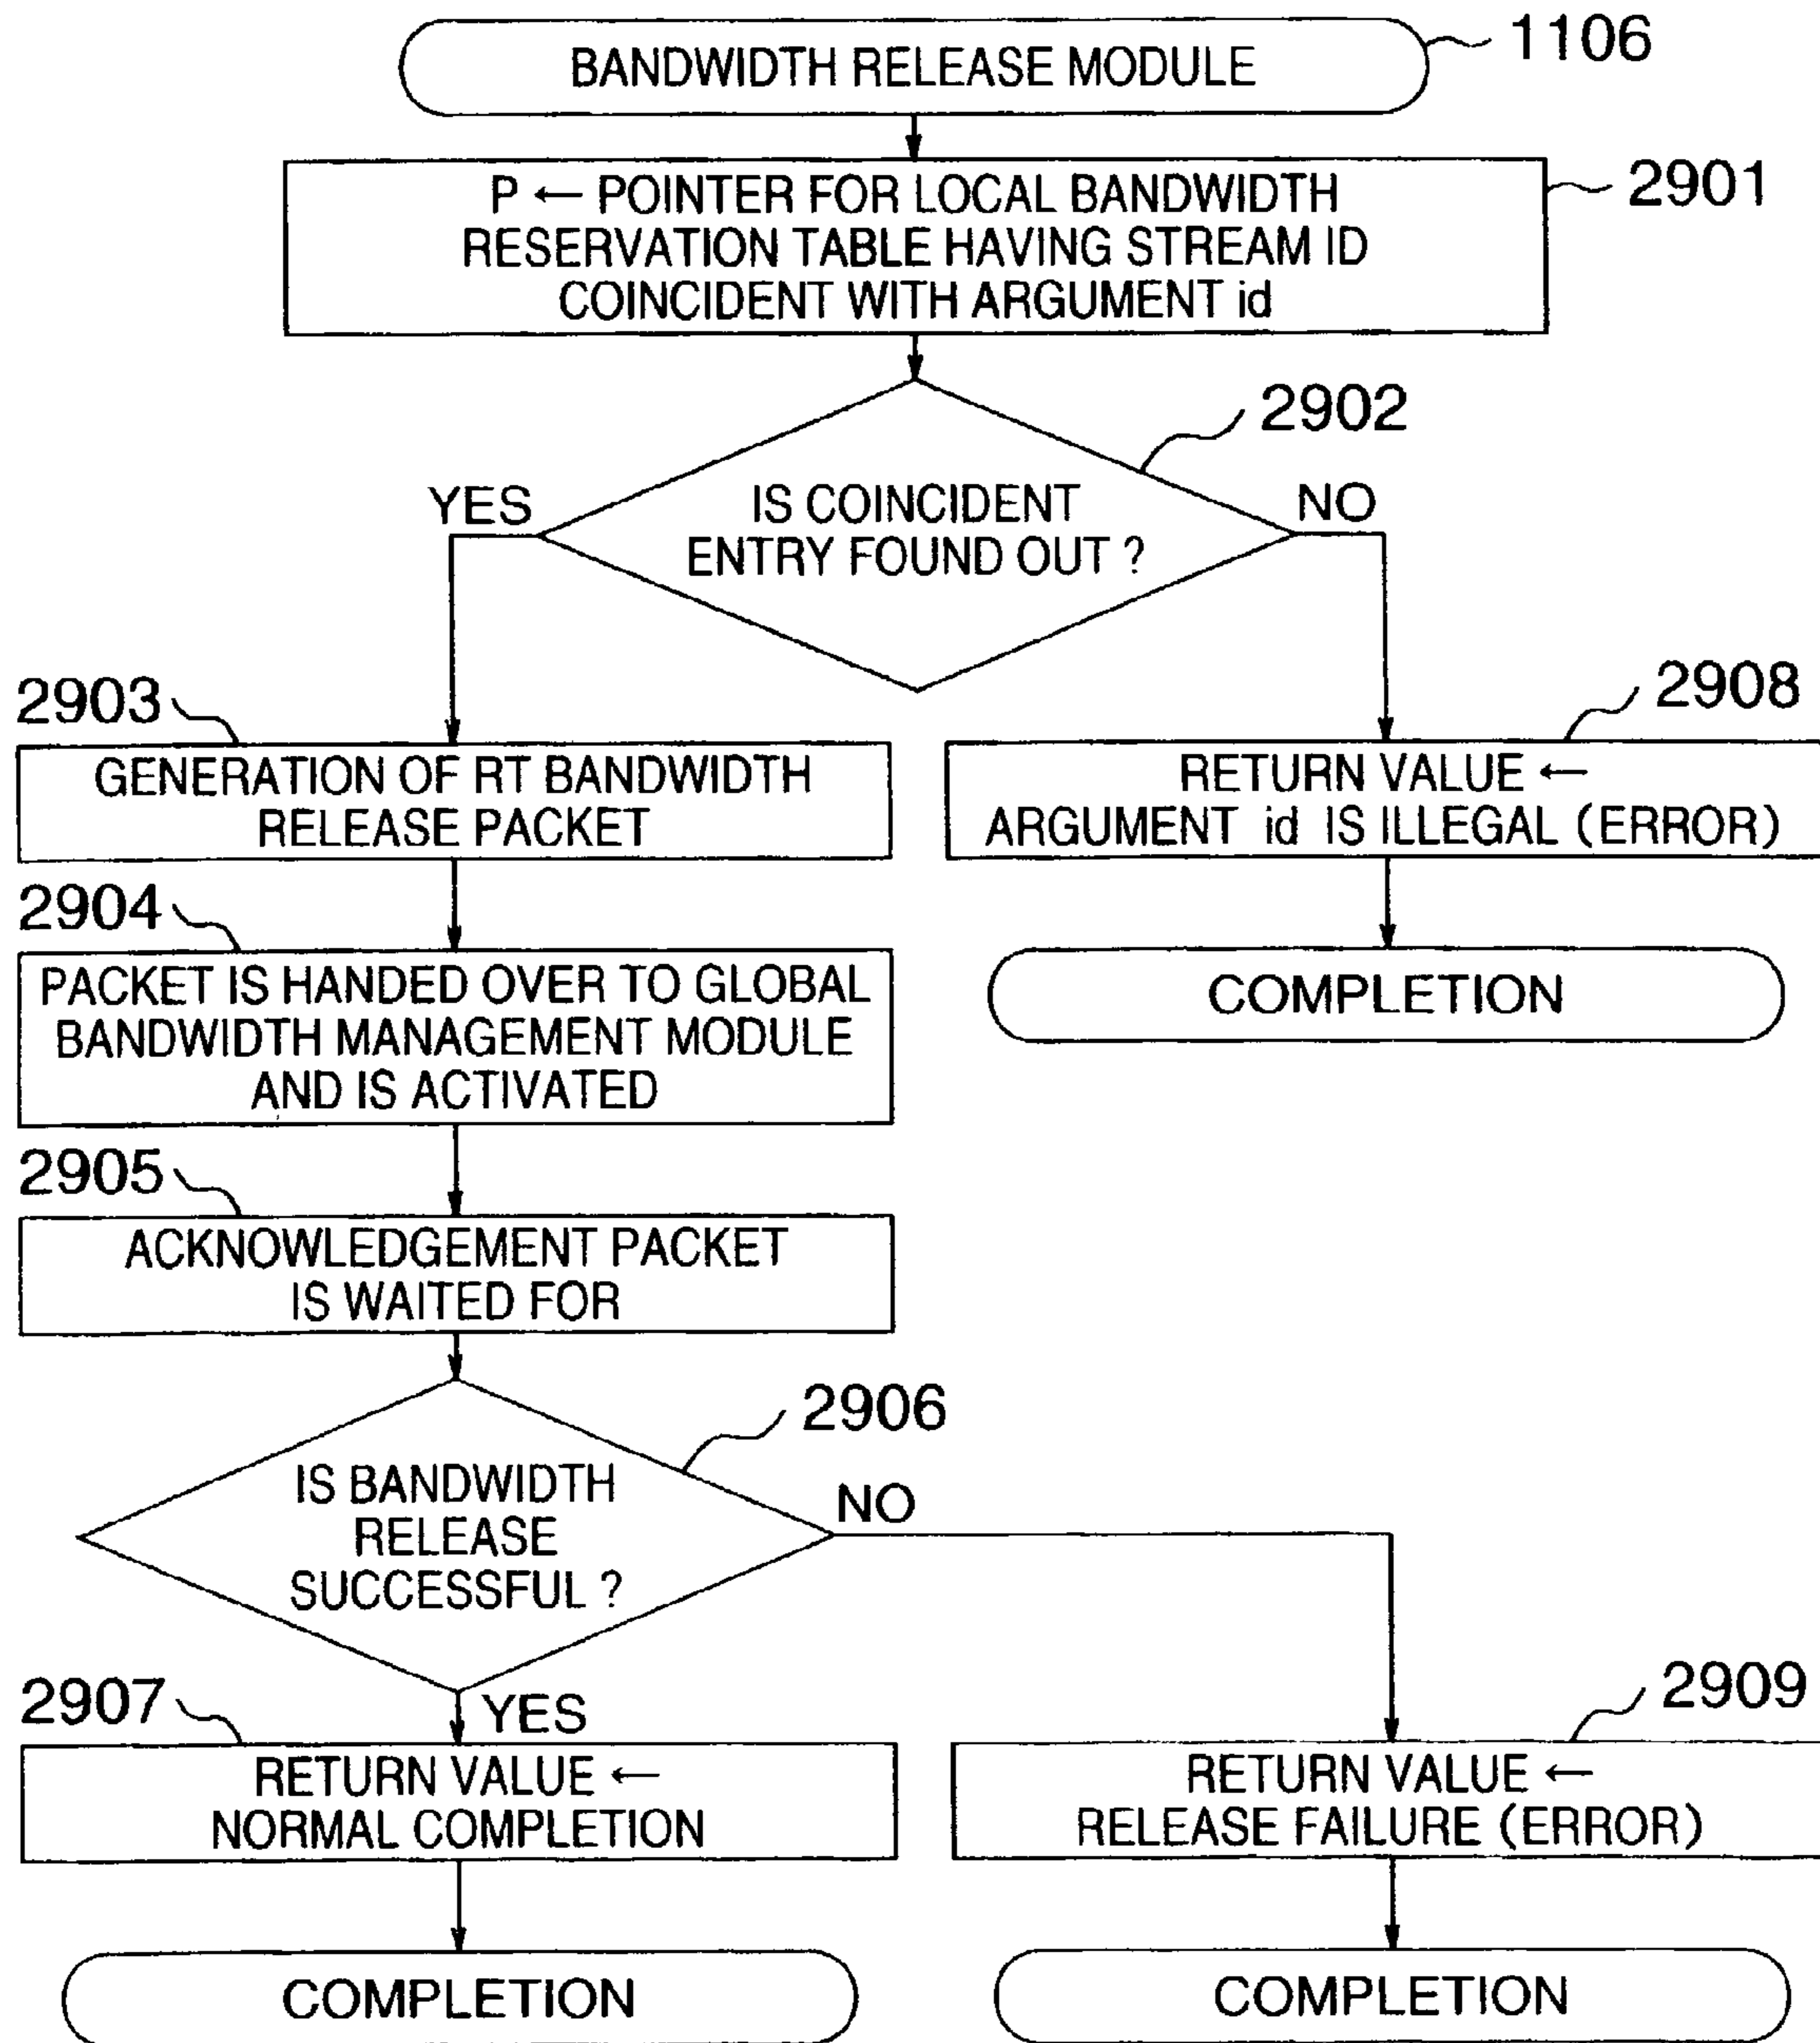 BANDWIDTH RELEASE MODULE
1106
P ← POINTER FOR LOCAL BANDWIDTH
RESERVATION TABLE HAVING STREAM ID
COINCIDENT WITH ARGUMENT id
2901
2902
IS COINCIDENT
ENTRY FOUND OUT ?
YES
NO
2903
GENERATION OF RT BANDWIDTH
RELEASE PACKET
2908
RETURN VALUE ←
ARGUMENT id IS ILLEGAL (ERROR)
COMPLETION
2904
PACKET IS HANDED OVER TO GLOBAL
BANDWIDTH MANAGEMENT MODULE
AND IS ACTIVATED
2905
ACKNOWLEDGEMENT PACKET
IS WAITED FOR
2906
IS BANDWIDTH
RELEASE
SUCCESSFUL ?
NO
YES
2907
RETURN VALUE ←
NORMAL COMPLETION
COMPLETION
2909
RETURN VALUE ←
RELEASE FAILURE (ERROR)
COMPLETION